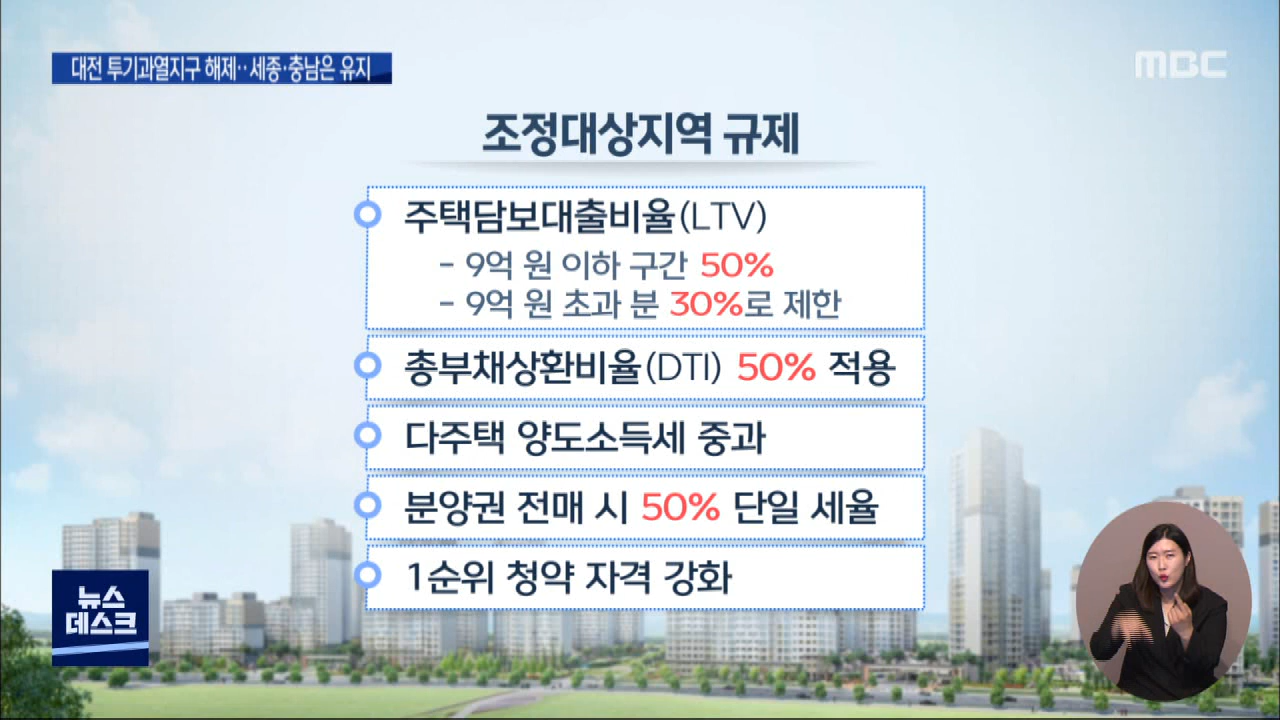 대전 투기과열지구 해제‥세종·충남은 유지
MBC
조정대상지역 규제
주택담보대출비율(LTV)
- 9억 원 이하 구간 50%
- 9억 원 초과 분 30%로 제한
총부채상환비율(DTI) 50% 적용
다주택 양도소득세 중과
분양권 전매 시 50% 단일 세율
1순위 청약 자격 강화
뉴스
데스크